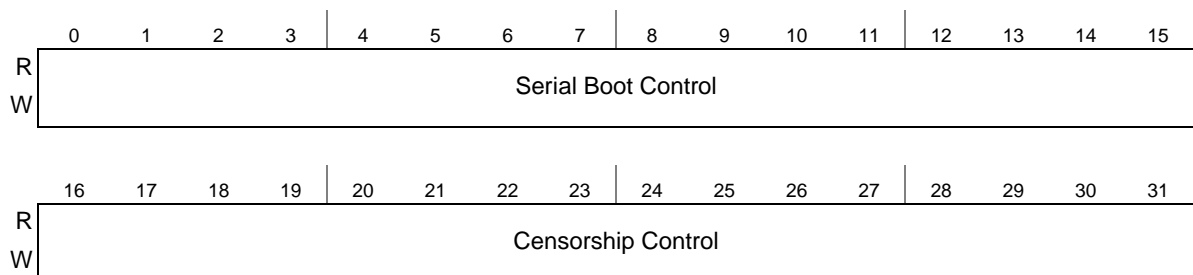 0 1 2 3 4 5 6 7 8 9 10 11 12 13 14 15
R
Serial Boot Control
W
16 17 18 19 20 21 22 23 24 25 26 27 28 29 30 31
R
Censorship Control
W